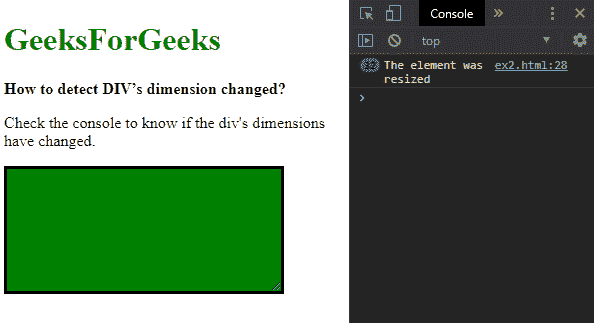 GeeksForGeeks
How to detect DIV’s dimension changed?
Check the console to know if the div's dimensions
have changed.
Console
top
The element was ex2.html:28
resized